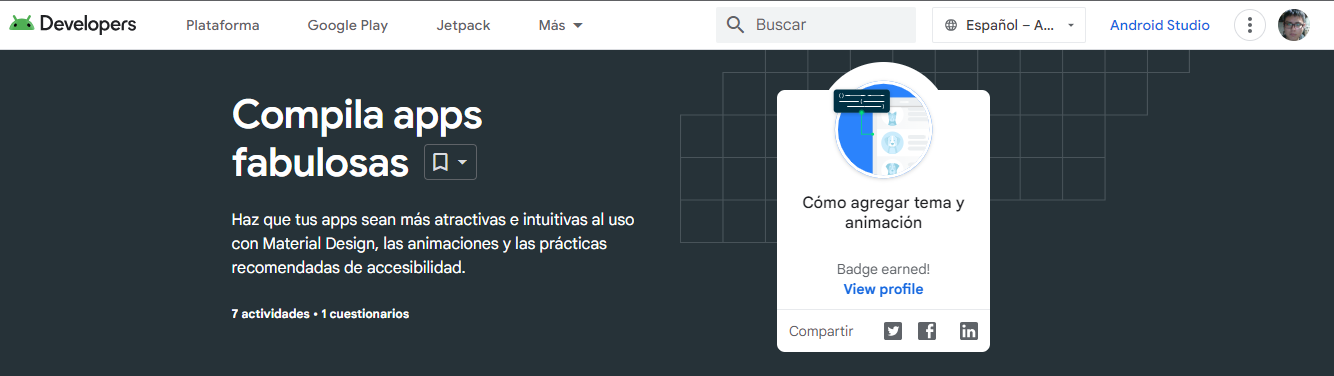 Developers
Plataforma
Google Play
Jetpack
Más
Buscar
Español – A...
Android Studio
Compila apps
fabulosas
Haz que tus apps sean más atractivas e intuitivas al uso
con Material Design, las animaciones y las prácticas
recomendadas de accesibilidad.
7 actividades • 1 cuestionarios
Cómo agregar tema y
animación
Badge earned!
View profile
Compartir